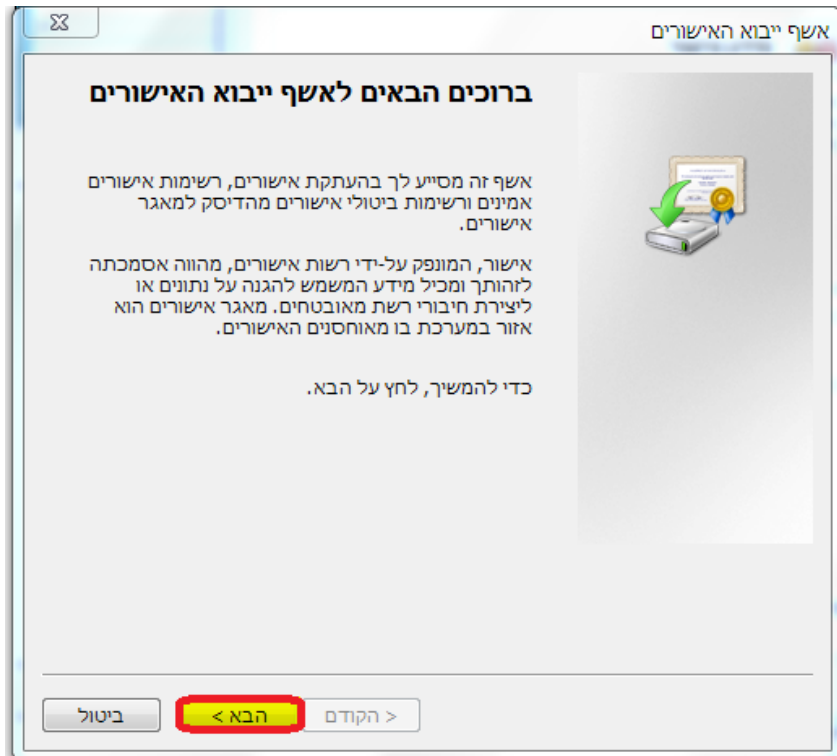 אשף ייבוא האישורים
ברוכים הבאים לאשף ייבוא האישורים
אשף זה מסייע לך בהעתקת אישורים, רשימות אישורים
אמינים ורשימות ביטולי אישורים מהדיסק למאגר
אישורים.
אישור, המונפק על-ידי רשות אישורים, מהווה אסמכתה
לזהותך ומכיל מידע המשמש להגנה על נתונים או
ליצירת חיבורי רשת מאובטחים. מאגר אישורים הוא
אזור במערכת בו מאוחסנים האישורים.
כדי להמשיך, לחץ על הבא.
< הקודם
הבא >
ביטול